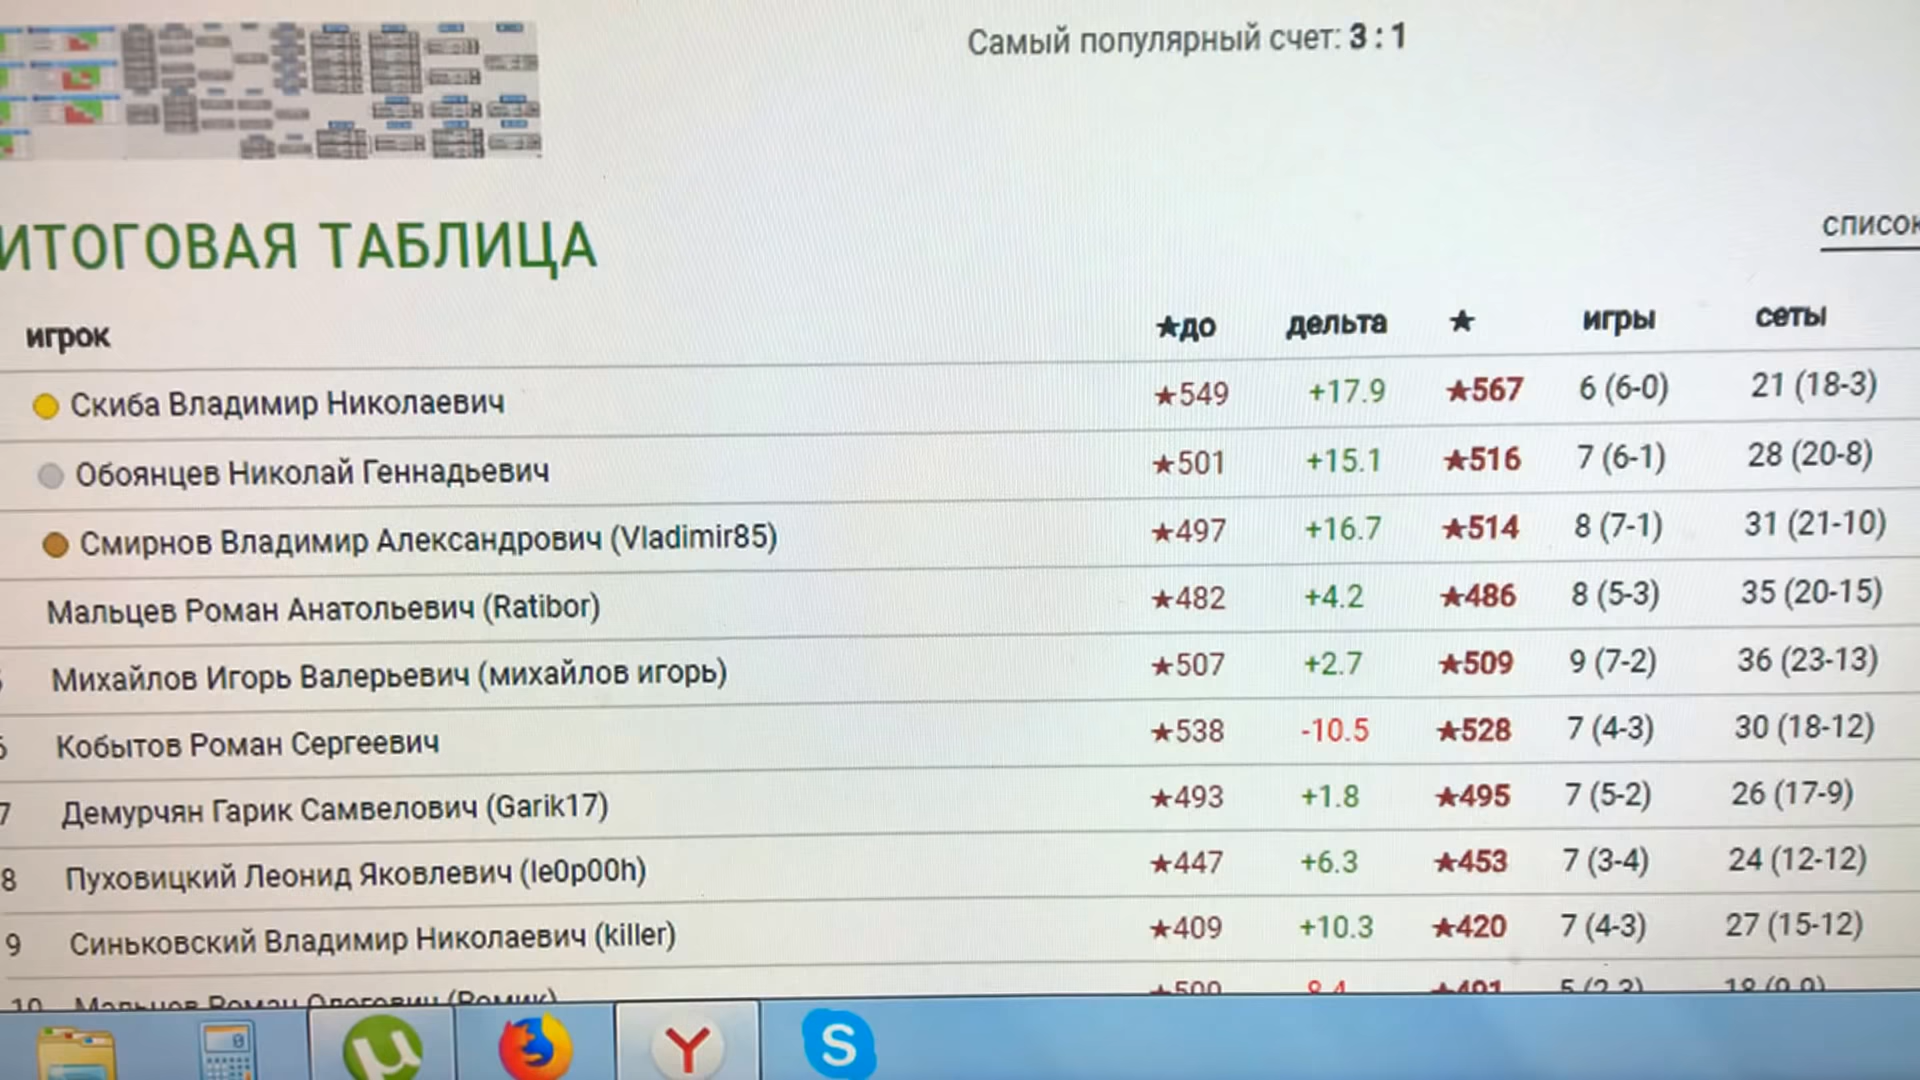 Самый популярный счет: 3 : 1
ИТОГОВАЯ ТАБЛИЦА
список
игрок ★до дельта ★ игры сеты
Скиба Владимир Николаевич ★549 +17.9 ★567 6 (6-0) 21 (18-3)
Обоянцев Николай Геннадьевич ★501 +15.1 ★516 7 (6-1) 28 (20-8)
Смирнов Владимир Александрович (Vladimir85) ★497 +16.7 ★514 8 (7-1) 31 (21-10)
Мальцев Роман Анатольевич (Ratibor) ★482 +4.2 ★486 8 (5-3) 35 (20-15)
Михайлов Игорь Валерьевич (михайлов игорь) ★507 +2.7 ★509 9 (7-2) 36 (23-13)
6 Кобытов Роман Сергеевич ★538 -10.5 ★528 7 (4-3) 30 (18-12)
7 Демурчян Гарик Самвелович (Garik17) ★493 +1.8 ★495 7 (5-2) 26 (17-9)
8 Пуховицкий Леонид Яковлевич (le0p00h) ★447 +6.3 ★453 7 (3-4) 24 (12-12)
9 Синьковский Владимир Николаевич (killer) ★409 +10.3 ★420 7 (4-3) 27 (15-12)
10 Мальцев Роман Олегович (Ромик)